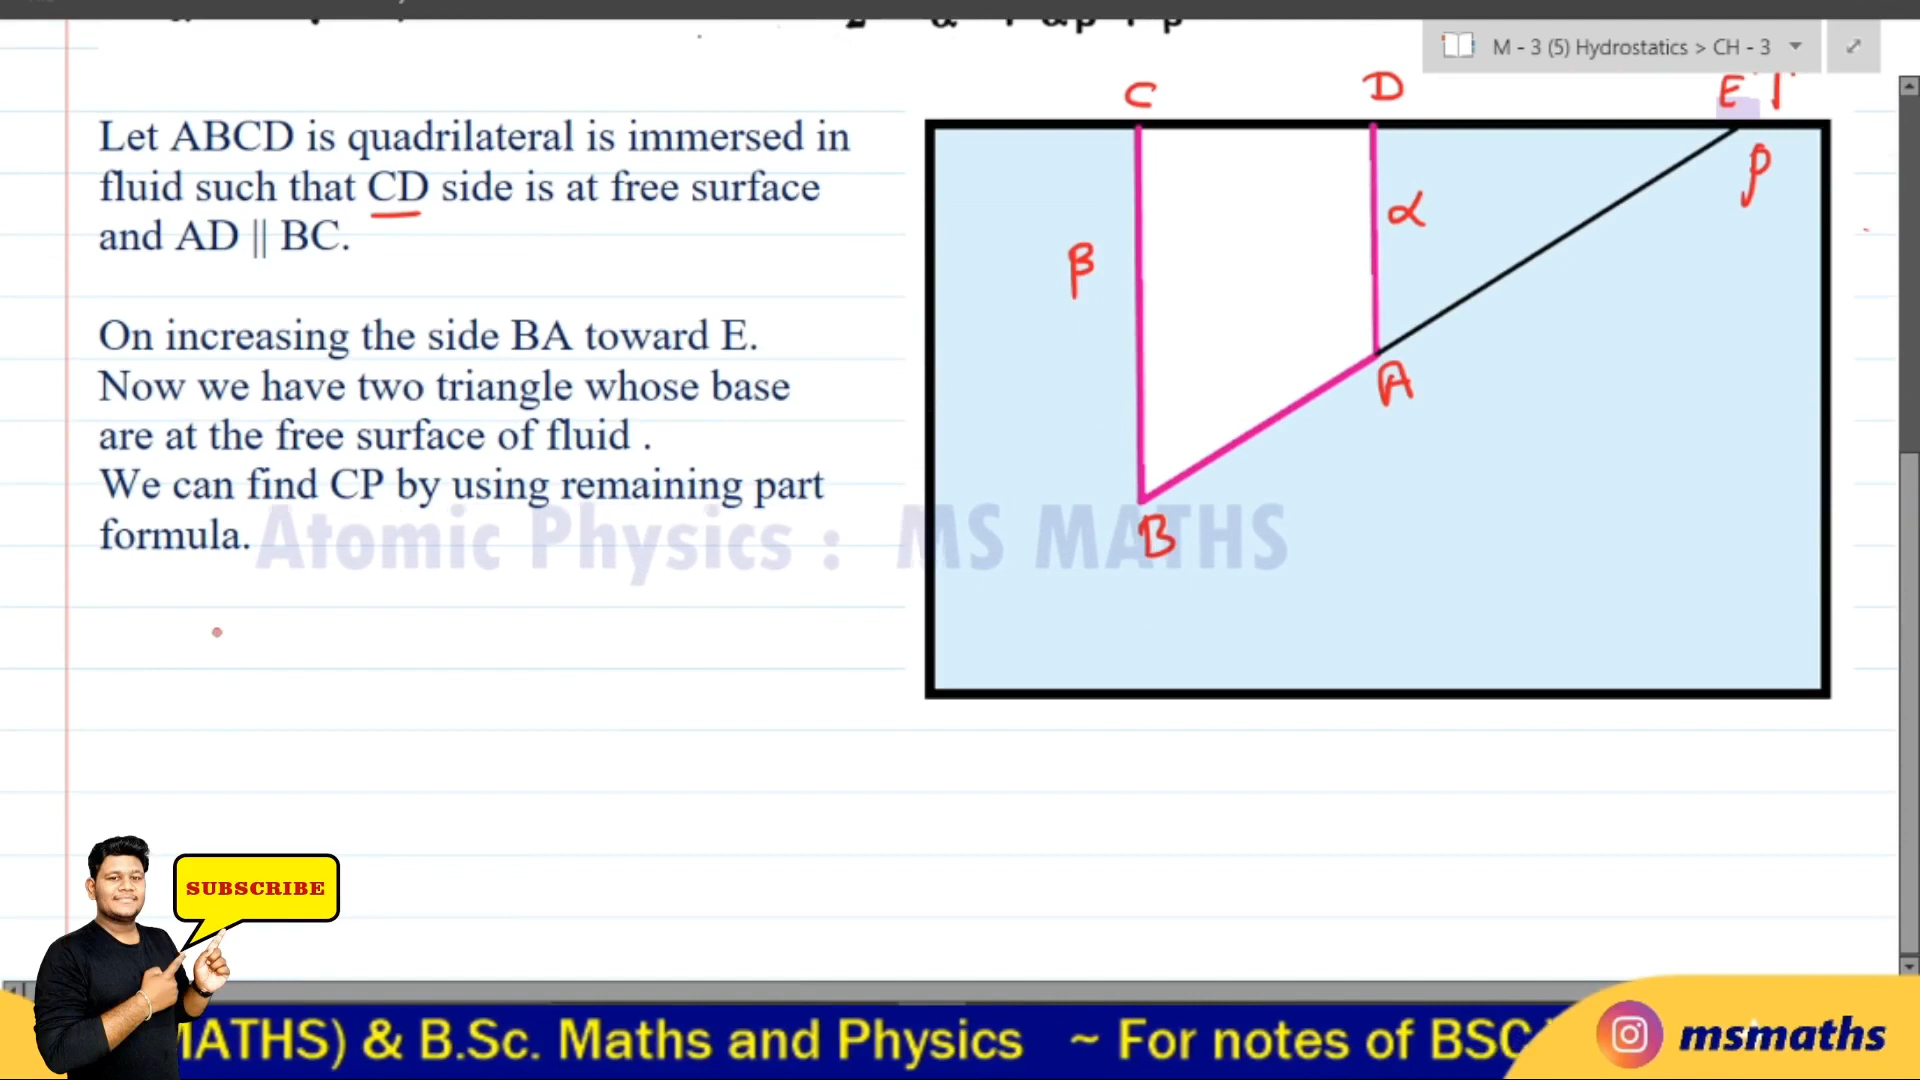 M - 3 (5) Hydrostatics > CH - 3
C
D
E
Let ABCD is quadrilateral is immersed in
fluid such that CD side is at free surface
and AD || BC.
β
α
ρ
On increasing the side BA toward E.
Now we have two triangle whose base
are at the free surface of fluid .
We can find CP by using remaining part
formula.
A
B
Atomic Physics : MS MATHS
SUBSCRIBE
MATHS) & B.Sc. Maths and Physics ~ For notes of BSC
msmaths